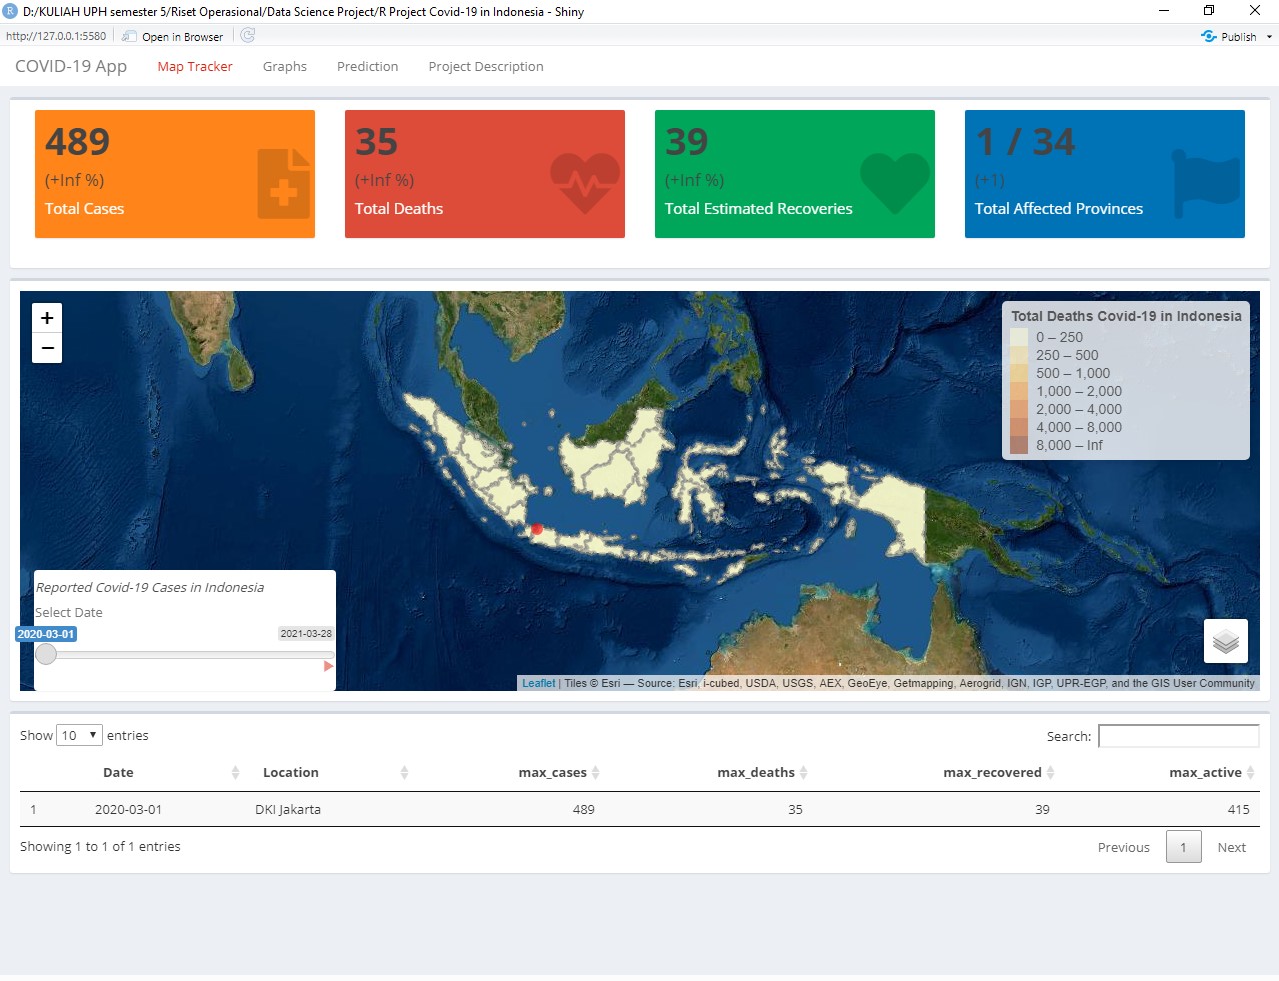 D:/KULIAH UPH semester 5/Riset Operasional/Data Science Project/R Project Covid-19 in Indonesia - Shiny
http://127.0.0.1:5580 Open in Browser Publish
COVID-19 App Map Tracker Graphs Prediction Project Description
489
(+Inf %)
Total Cases
35
(+Inf %)
Total Deaths
39
(+Inf %)
Total Estimated Recoveries
1 / 34
(+1)
Total Affected Provinces
+
−
Total Deaths Covid-19 in Indonesia
0 – 250
250 – 500
500 – 1,000
1,000 – 2,000
2,000 – 4,000
4,000 – 8,000
8,000 – Inf
Reported Covid-19 Cases in Indonesia
Select Date
2020-03-01 2021-03-28
Leaflet | Tiles © Esri — Source: Esri, i-cubed, USDA, USGS, AEX, GeoEye, Getmapping, Aerogrid, IGN, IGP, UPR-EGP, and the GIS User Community
Show 10 entries Search:
Date Location max_cases max_deaths max_recovered max_active
1 2020-03-01 DKI Jakarta 489 35 39 415
Showing 1 to 1 of 1 entries Previous 1 Next